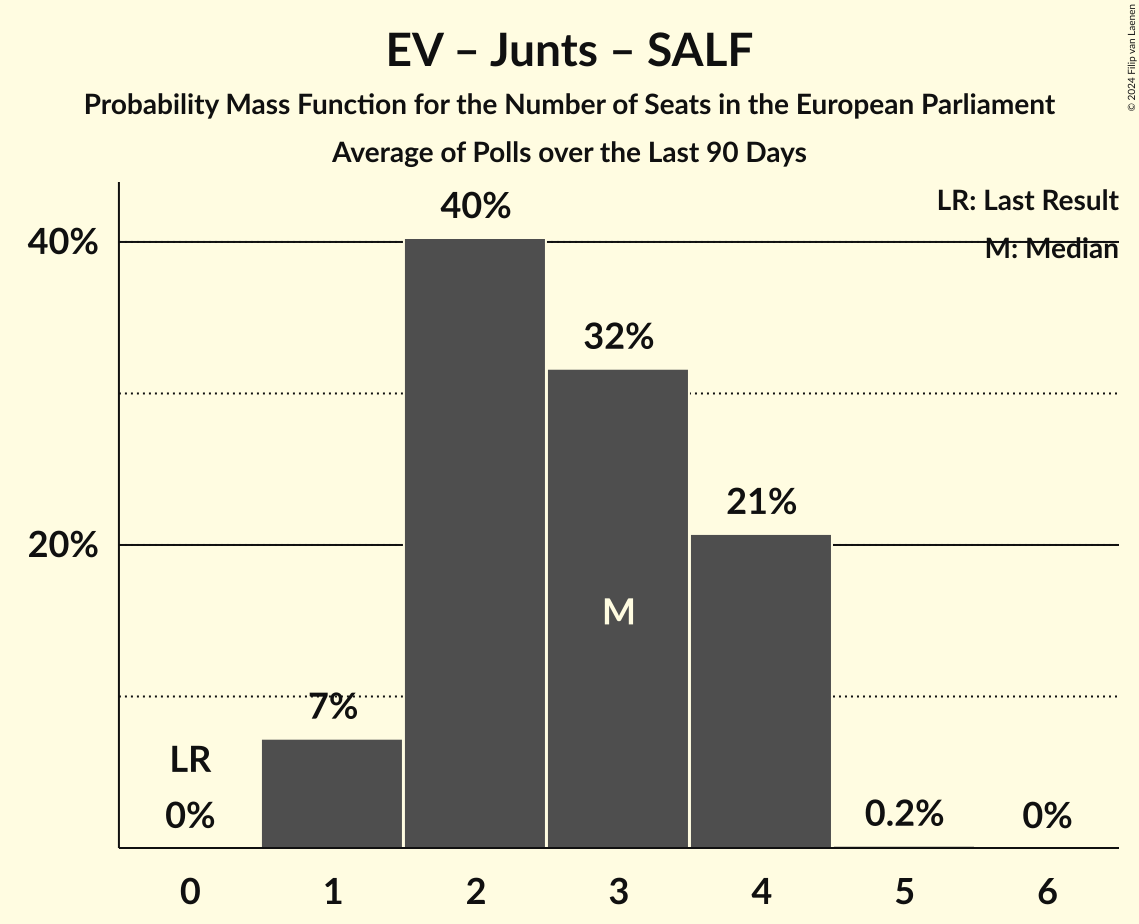 EV – Junts – SALF
Probability Mass Function for the Number of Seats in the European Parliament
Average of Polls over the Last 90 Days
© 2024 Filip van Laenen
LR: Last Result
M: Median
40%
20%
0%
LR
7%
40%
32%
M
21%
0.2%
0%
0 1 2 3 4 5 6